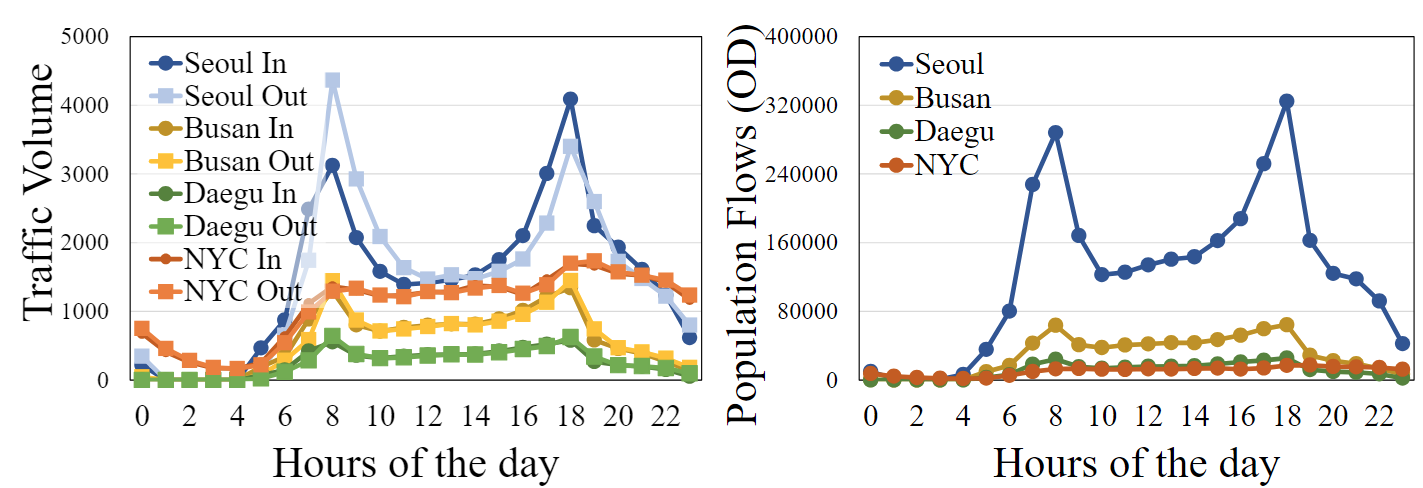 Traffic Volume
5000
4000
3000
2000
1000
0
Seoul In
Seoul Out
Busan In
Busan Out
Daegu In
Daegu Out
NYC In
NYC Out
0 2 4 6 8 10 12 14 16 18 20 22
Hours of the day
Population Flows (OD)
400000
320000
240000
160000
80000
0
Seoul
Busan
Daegu
NYC
0 2 4 6 8 10 12 14 16 18 20 22
Hours of the day